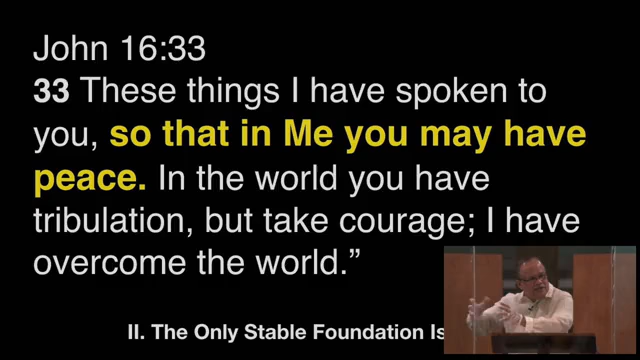 John 16:33
33 These things I have spoken to
you, so that in Me you may have
peace. In the world you have
tribulation, but take courage; I have
overcome the world.”
II. The Only Stable Foundation Is